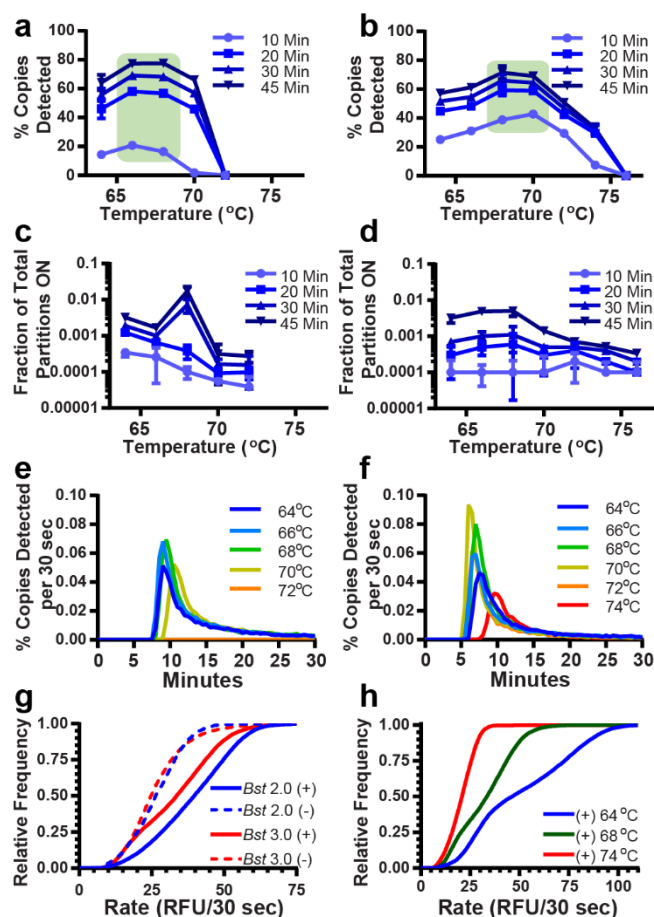 a
% Copies
Detected
100
80
60
40
20
0
65 70 75
Temperature (°C)
10 Min
20 Min
30 Min
45 Min
b
% Copies
Detected
100
80
60
40
20
0
65 70 75
Temperature (°C)
10 Min
20 Min
30 Min
45 Min
c
Fraction of Total
Partitions ON
0.1
0.01
0.001
0.0001
0.00001
65 70 75
Temperature (°C)
10 Min
20 Min
30 Min
45 Min
d
Fraction of Total
Partitions ON
0.1
0.01
0.001
0.0001
0.00001
65 70 75
Temperature (°C)
10 Min
20 Min
30 Min
45 Min
e
% Copies Detected
per 30 sec
0.10
0.08
0.06
0.04
0.02
0.00
0 5 10 15 20 25 30
Minutes
64°C
66°C
68°C
70°C
72°C
f
% Copies Detected
per 30 sec
0.10
0.08
0.06
0.04
0.02
0.00
0 5 10 15 20 25 30
Minutes
64°C
66°C
68°C
70°C
72°C
74°C
g
Relative Frequency
1.00
0.75
0.50
0.25
0.00
25 50 75
Rate (RFU/30 sec)
Bst 2.0 (+)
Bst 2.0 (-)
Bst 3.0 (+)
Bst 3.0 (-)
h
Relative Frequency
1.00
0.75
0.50
0.25
0.00
0 50 100
Rate (RFU/30 sec)
(+) 64°C
(+) 68°C
(+) 74°C